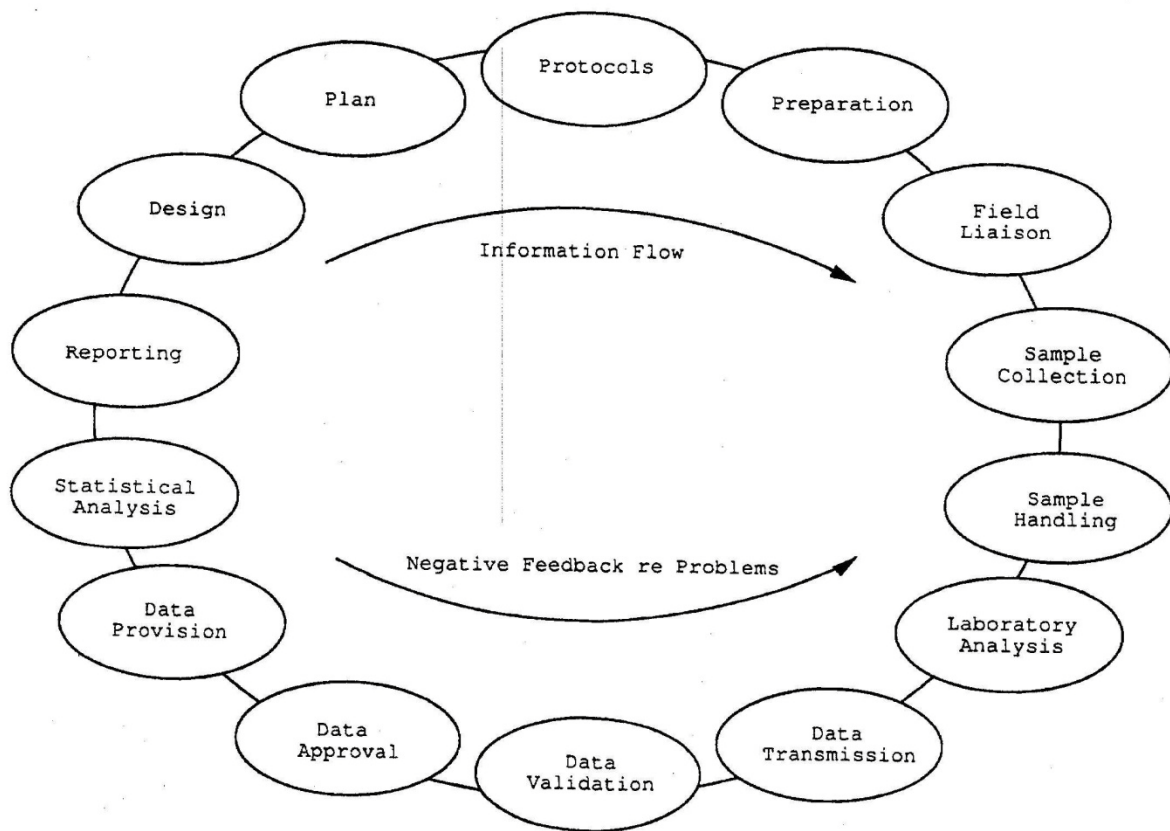 Protocols
Plan
Preparation
Design
Field
Liaison
Information Flow
Reporting
Sample
Collection
Statistical
Analysis
Sample
Handling
Negative Feedback re Problems
Data
Provision
Laboratory
Analysis
Data
Approval
Data
Validation
Data
Transmission